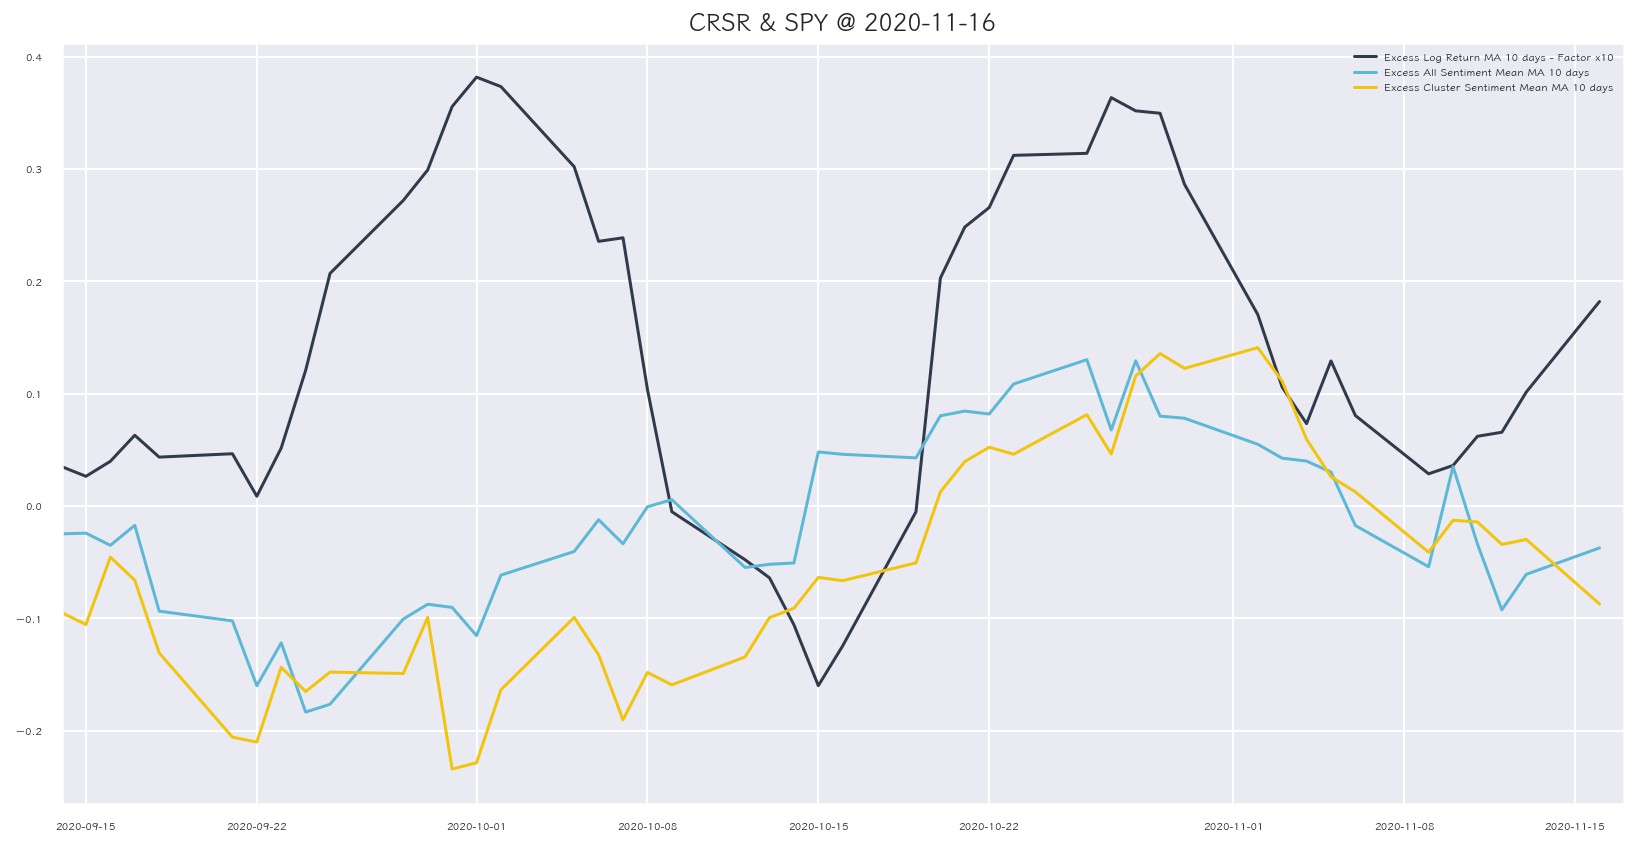 CRSR & SPY @ 2020-11-16
Excess Log Return MA 10 days - Factor x10
Excess All Sentiment Mean MA 10 days
Excess Cluster Sentiment Mean MA 10 days
0.4
0.3
0.2
0.1
0.0
−0.1
−0.2
2020-09-15 2020-09-22 2020-10-01 2020-10-08 2020-10-15 2020-10-22 2020-11-01 2020-11-08 2020-11-15